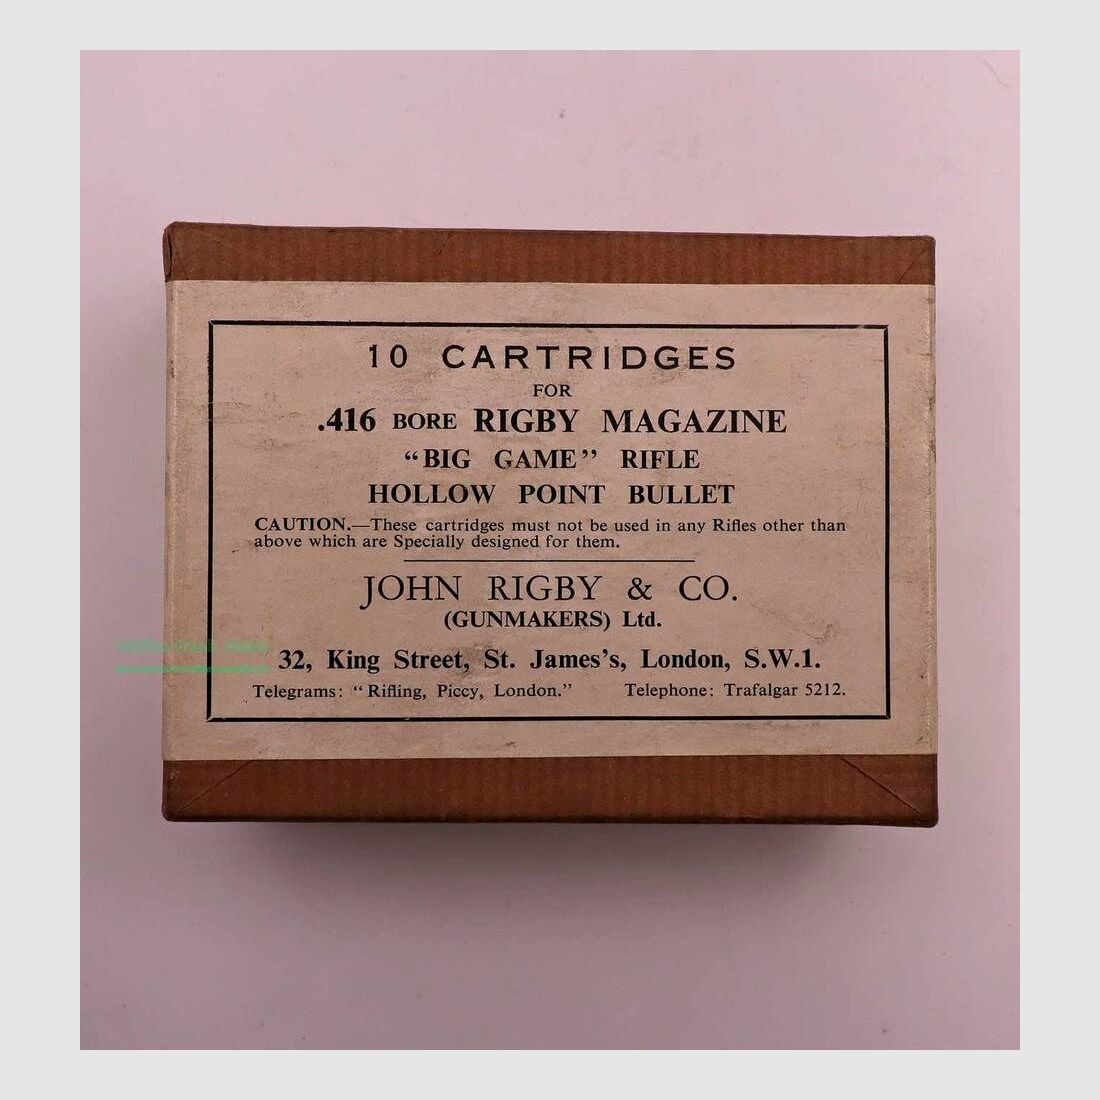 10 CARTRIDGES
FOR
.416 BORE RIGBY MAGAZINE
“BIG GAME” RIFLE
HOLLOW POINT BULLET
CAUTION.—These cartridges must not be used in any Rifles other than
above which are Specially designed for them.
JOHN RIGBY & CO.
(GUNMAKERS) Ltd.
32, King Street, St. James’s, London, S.W.1.
Telegrams: “Rifling, Piccy, London.” Telephone: Trafalgar 5212.